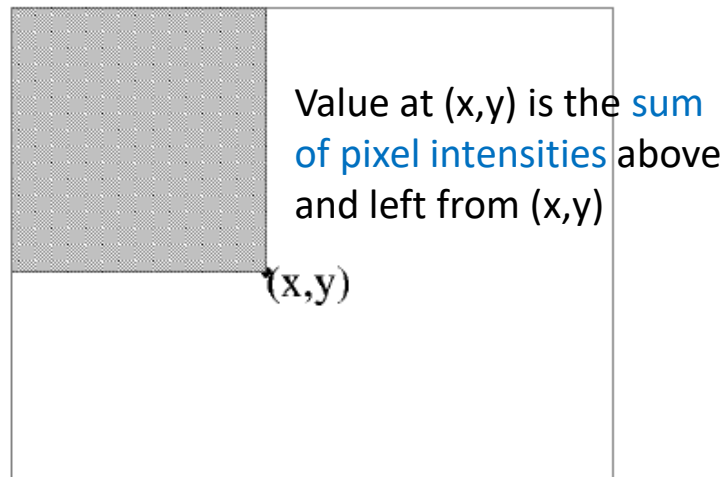 Value at (x,y) is the sum
of pixel intensities above
and left from (x,y)
(x,y)